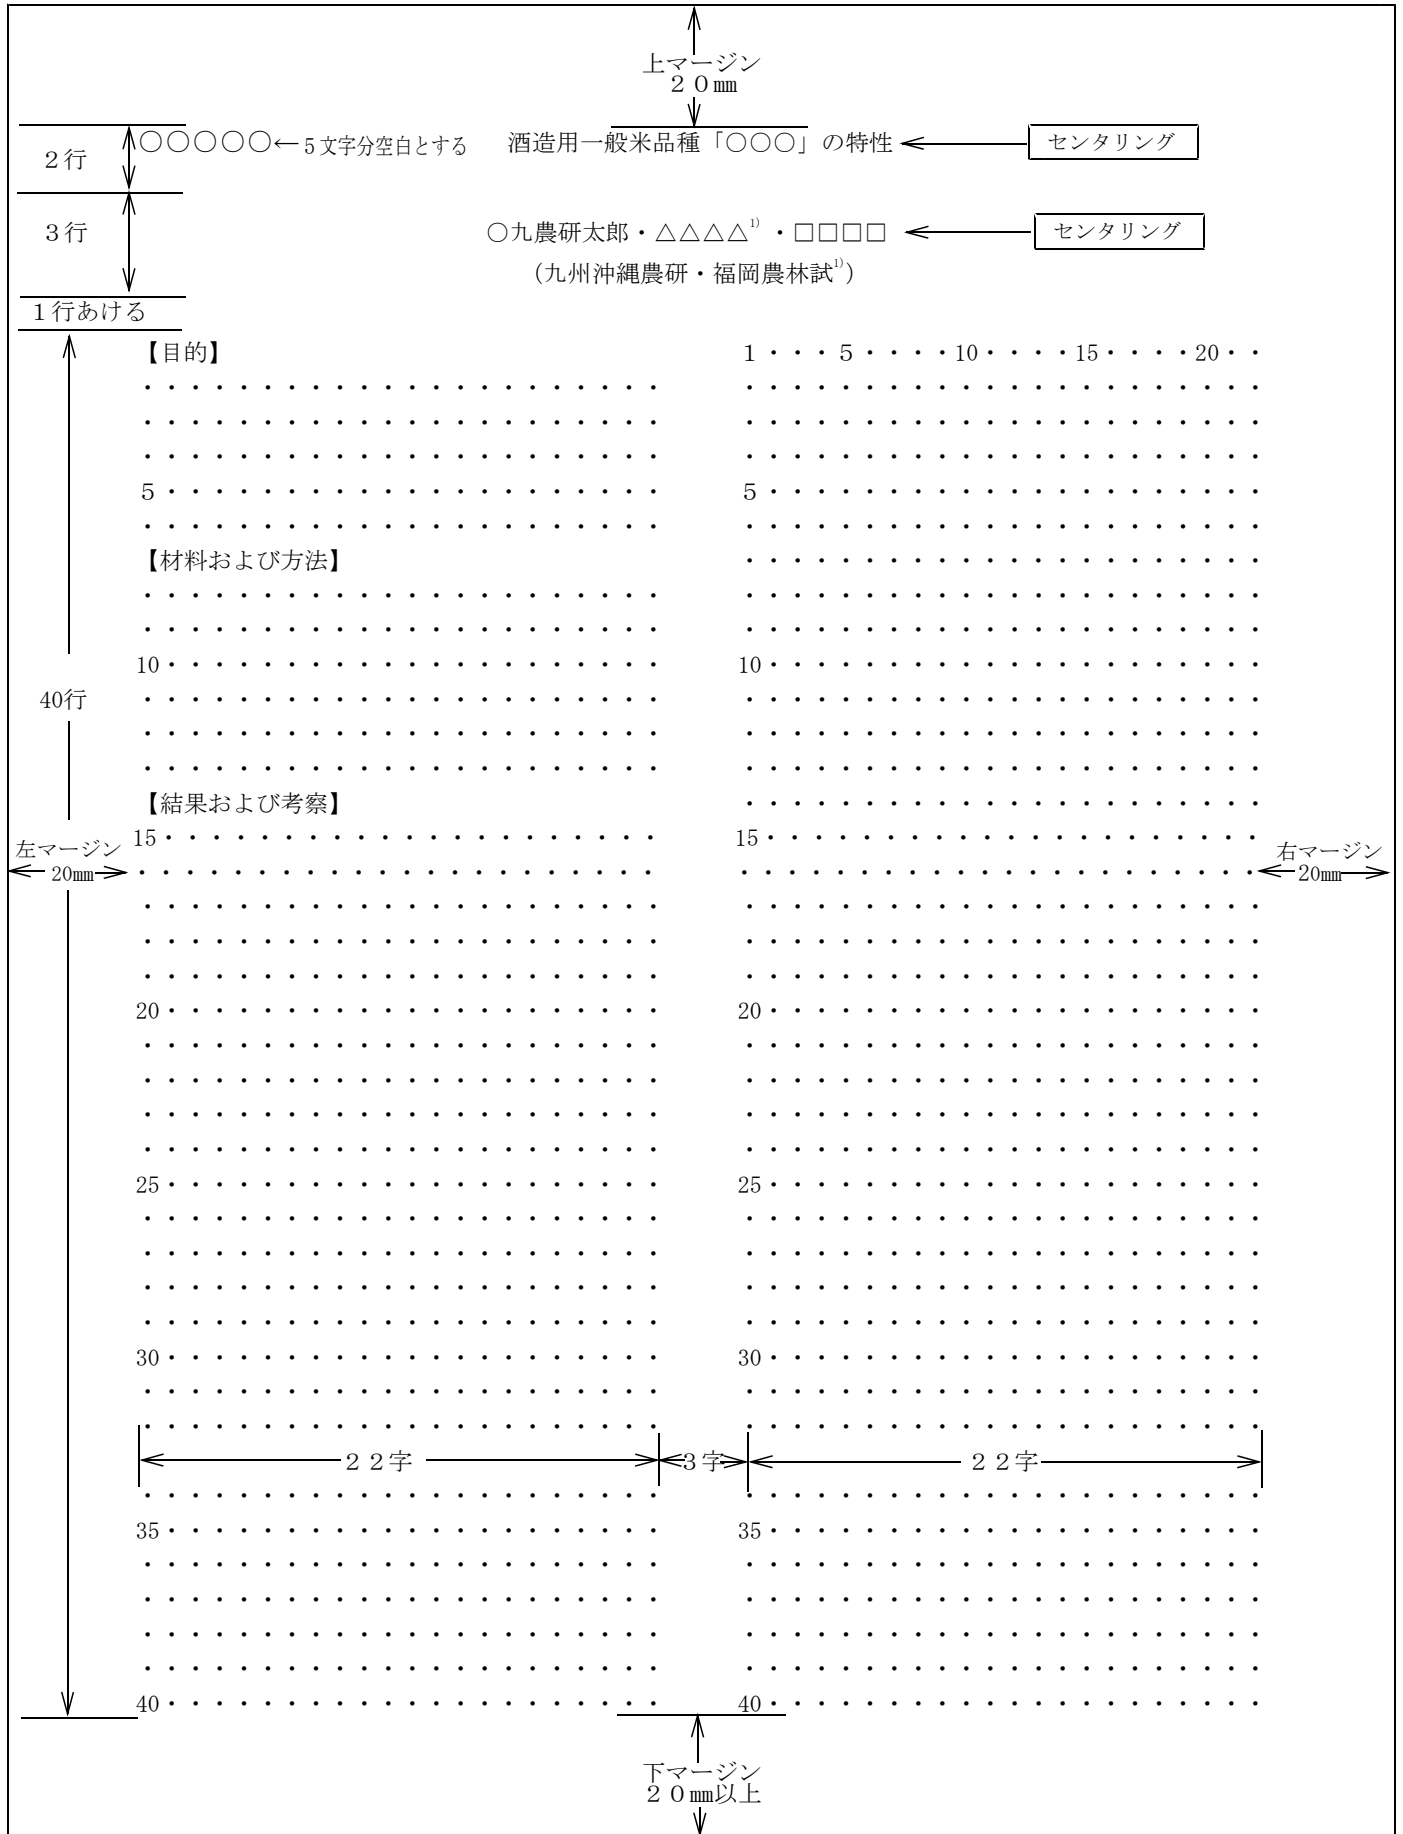 上マージン
２０㎜
２行
○○○○○←５文字分空白とする
酒造用一般米品種「○○○」の特性
センタリング
３行
○九農研太郎・△△△△¹⁾・□□□□
センタリング
（九州沖縄農研・福岡農林試¹⁾）
１行あける
40行
左マージン
20㎜
【目的】
5
【材料および方法】
10
【結果および考察】
15
20
25
30
２２字
35
40
3字
1・・・5・・・・10・・・・15・・・・20・・
5
10
15
20
25
30
２２字
35
40
右マージン
20㎜
下マージン
２０㎜以上